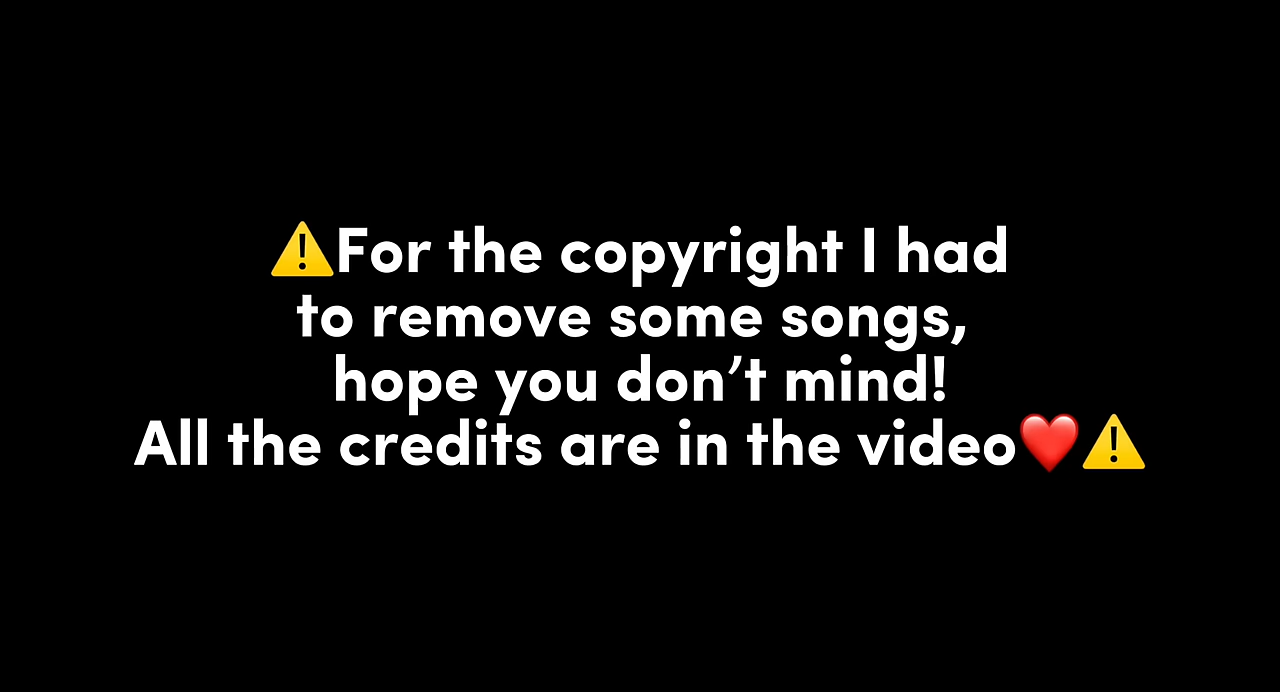 ⚠️For the copyright I had
to remove some songs,
hope you don’t mind!
All the credits are in the video❤️⚠️